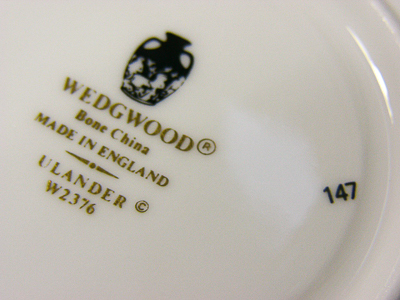 WEDGWOOD®
Bone China
MADE IN ENGLAND
ULANDER ©
W2376
147